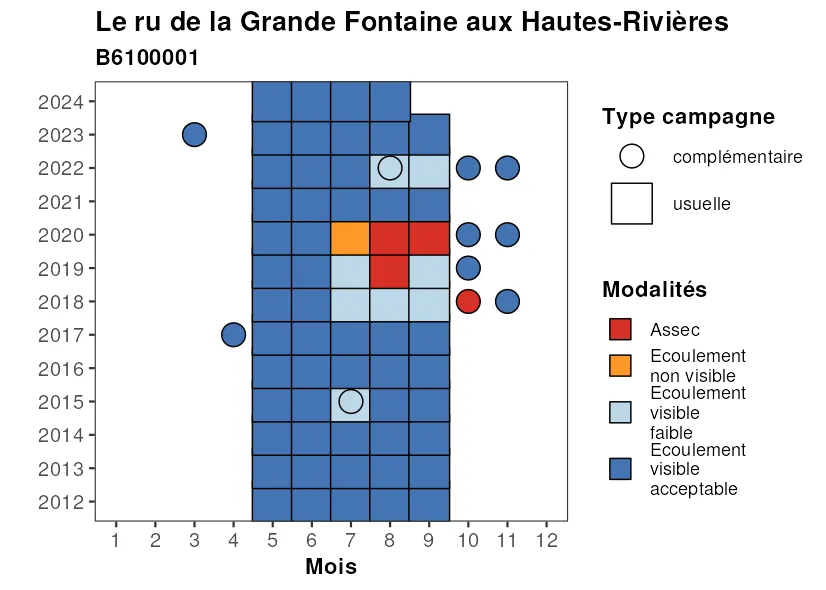 Le ru de la Grande Fontaine aux Hautes-Rivières
B6100001
2024
2023
2022
2021
2020
2019
2018
2017
2016
2015
2014
2013
2012
1 2 3 4 5 6 7 8 9 10 11 12
Mois
Type campagne
complémentaire
usuelle
Modalités
Assec
Ecoulement
non visible
Ecoulement
visible
faible
Ecoulement
visible
acceptable